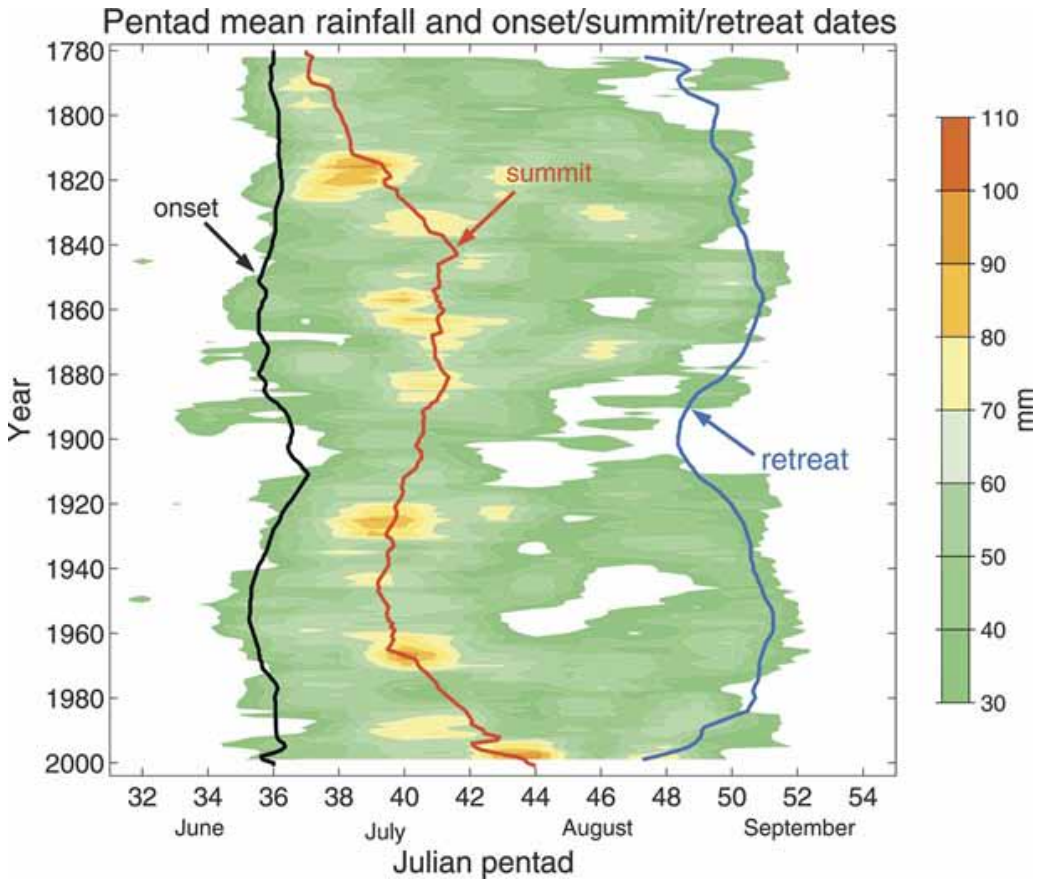 Pentad mean rainfall and onset/summit/retreat dates
1780
1800
1820
1840
1860
1880
1900
1920
1940
1960
1980
2000
Year
onset
summit
retreat
110
100
90
80
70
60
50
40
30
mm
32 34 36 38 40 42 44 46 48 50 52 54
June July August September
Julian pentad